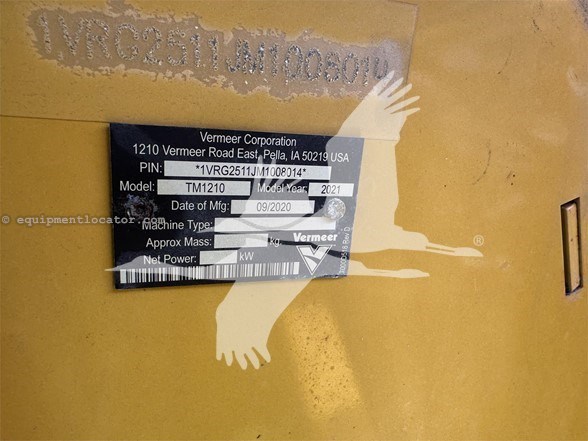 1VRG2511JM1008014
Vermeer Corporation
1210 Vermeer Road East, Pella, IA 50219 USA
PIN: *1VRG2511JM1008014*
Model: TM1210 Model Year: 2021
Date of Mfg: 09/2020
Machine Type:
Approx Mass: kg
Net Power: kW
Vermeer
© equipmentlocator.com
®